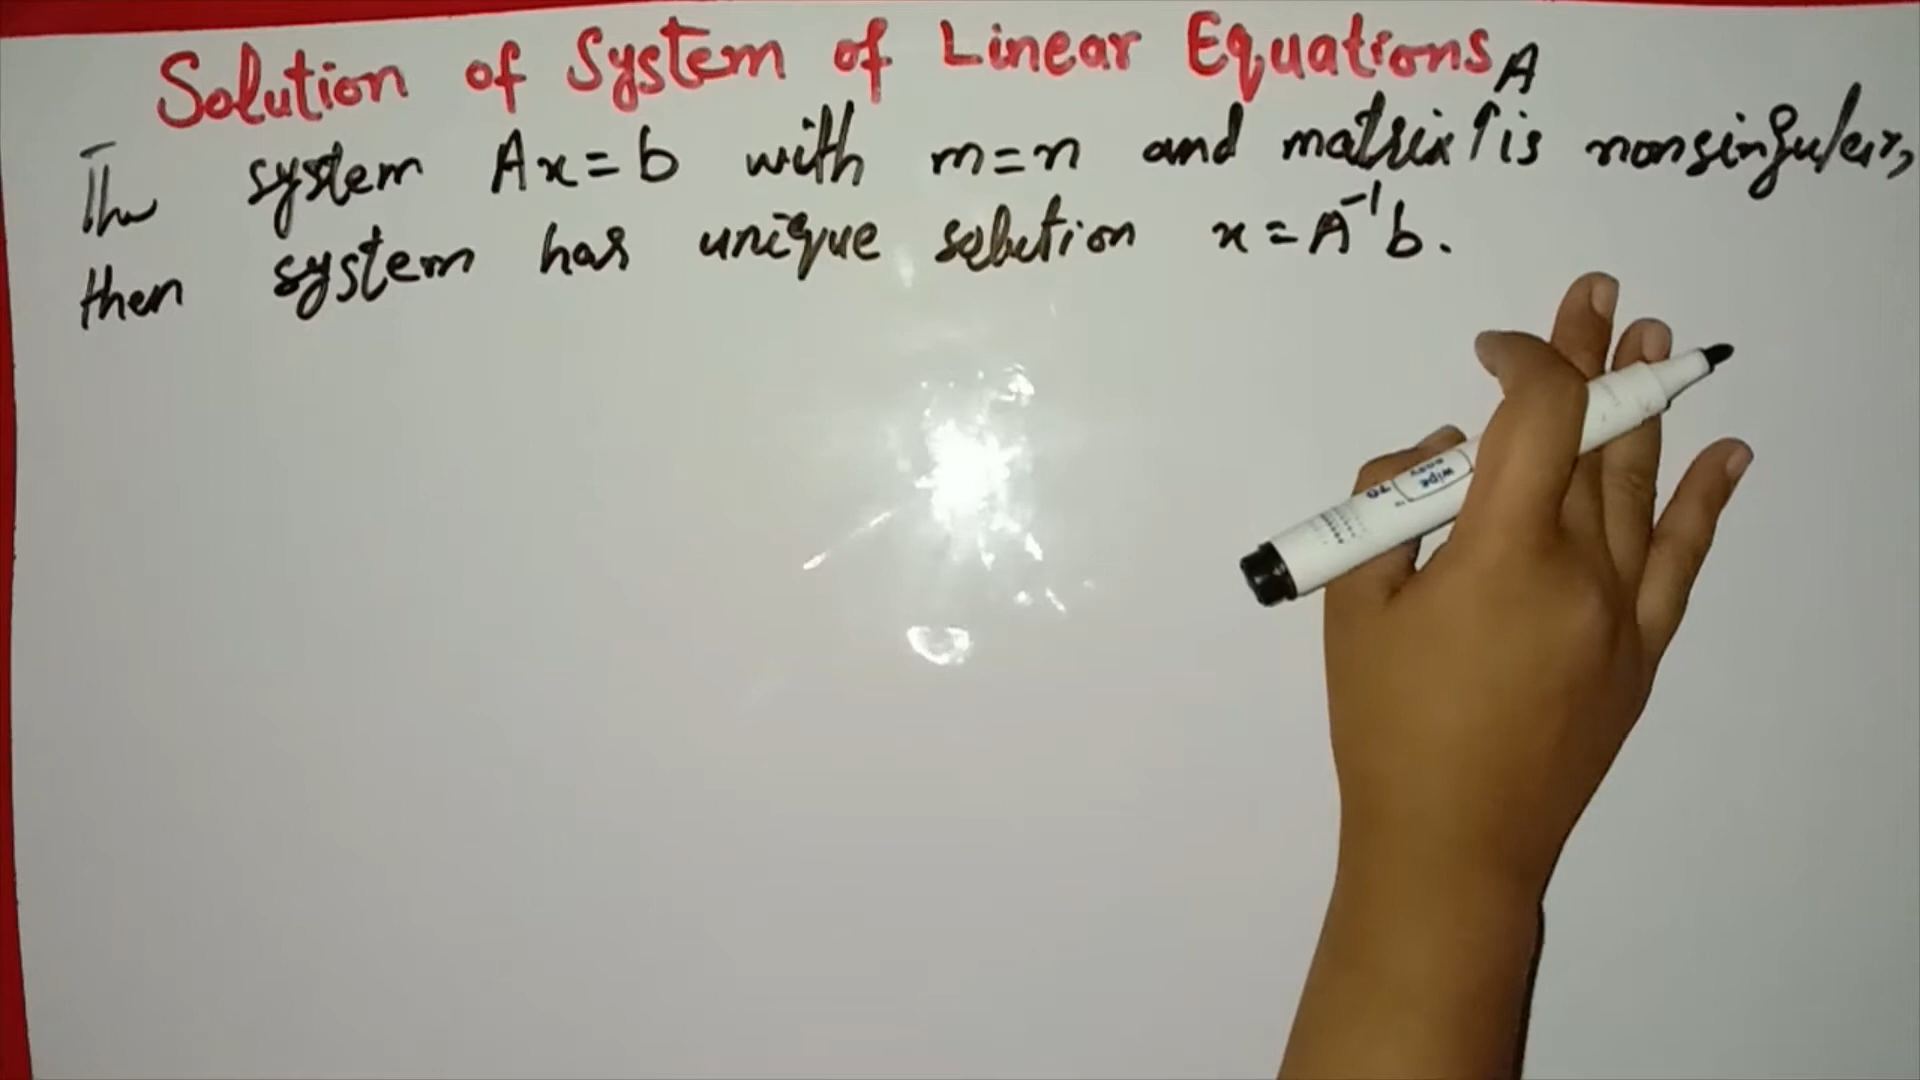 Solution of System of Linear Equations
The system Ax=b with m=n and matrix A is nonsingular,
then system has unique solution x=A⁻¹b.
wipe